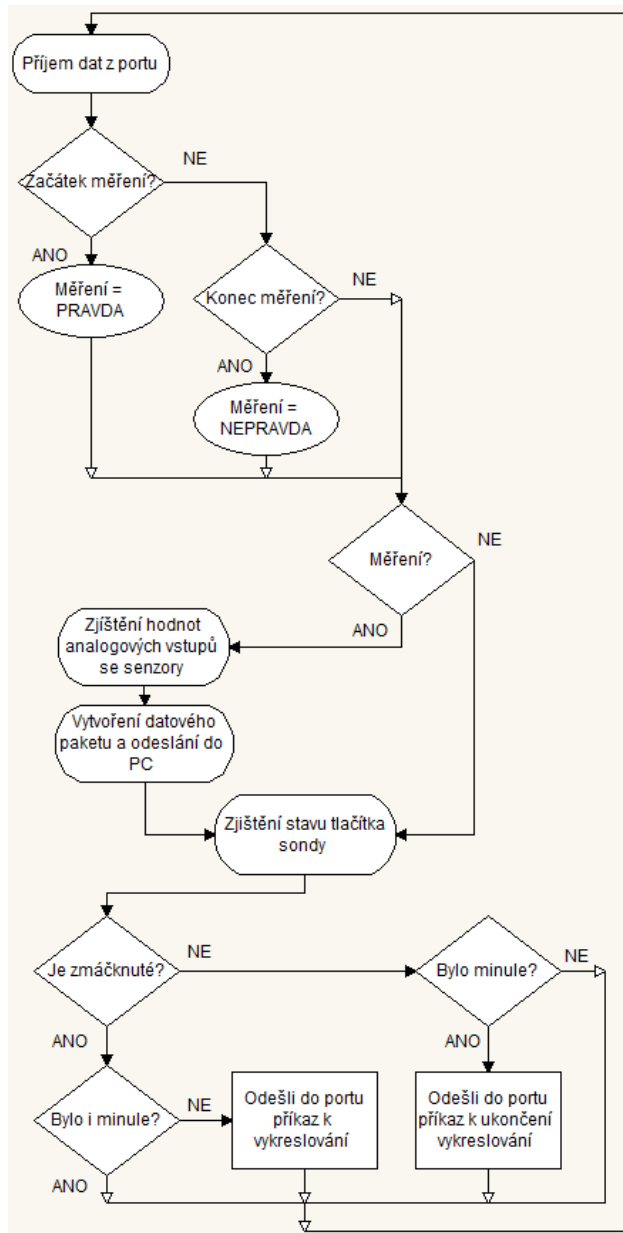 Příjem dat z portu
NE
Začátek měření?
ANO
NE
Měření =
PRAVDA
Konec měření?
ANO
Měření =
NEPRAVDA
NE
Měření?
ANO
Zjíštění hodnot
analogových vstupů
se senzory
Vytvoření datového
paketu a odeslání do
PC
Zjištění stavu tlačítka
sondy
NE
NE
Je zmáčknuté?
Bylo minule?
ANO
ANO
NE
Bylo i minule?
Odešli do portu
příkaz k
vykreslování
Odešli do portu
příkaz k ukončení
vykreslování
ANO